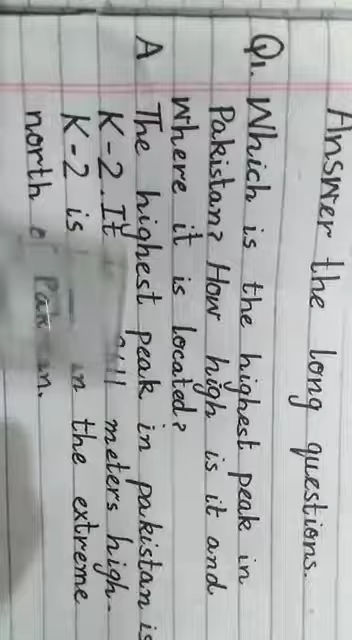 Answer the long questions.
Q1. Which is the highest peak in
Pakistan? How high is it and
where it is located?
A The highest peak in pakistan is
K-2. It meters high.
K-2 is in the extreme
north of